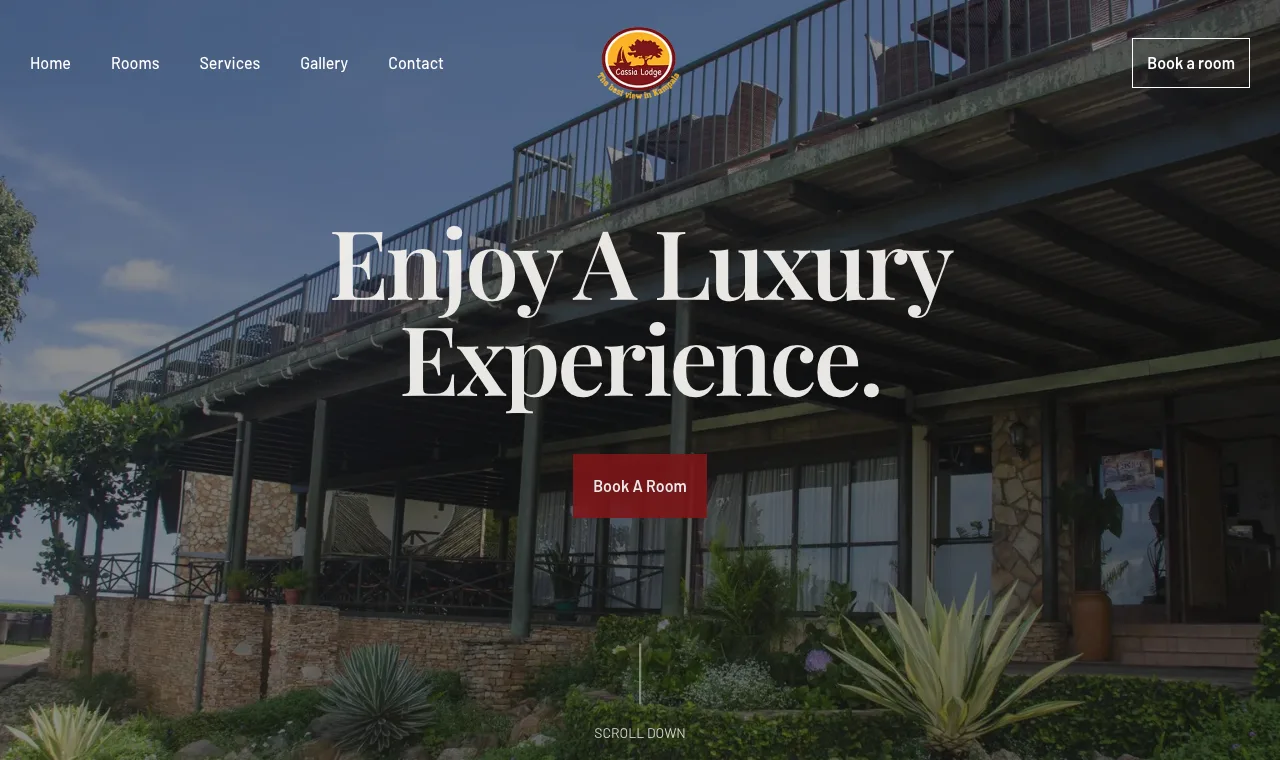 Home
Rooms
Services
Gallery
Contact
Cassia Lodge
The best view in Kampala
Book a room
Enjoy A Luxury
Experience.
Book A Room
SCROLL DOWN